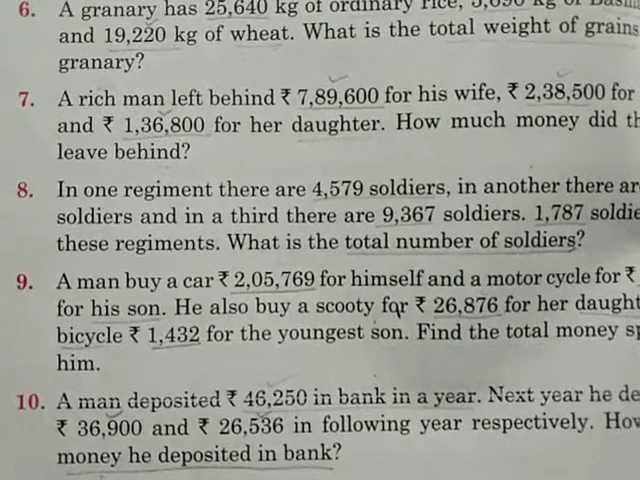 6. A granary has 25,640 kg of ordinary rice, kg of
and 19,220 kg of wheat. What is the total weight of grains
granary?
7. A rich man left behind ₹ 7,89,600 for his wife, ₹ 2,38,500 for
and ₹ 1,36,800 for her daughter. How much money did
leave behind?
8. In one regiment there are 4,579 soldiers, in another there
soldiers and in a third there are 9,367 soldiers. 1,787
these regiments. What is the total number of soldiers?
9. A man buy a car ₹ 2,05,769 for himself and a motor cycle for ₹
for his son. He also buy a scooty for ₹ 26,876 for her
bicycle ₹ 1,432 for the youngest son. Find the total money
him.
10. A man deposited ₹ 46,250 in bank in a year. Next year he
₹ 36,900 and ₹ 26,536 in following year respectively.
money he deposited in bank?